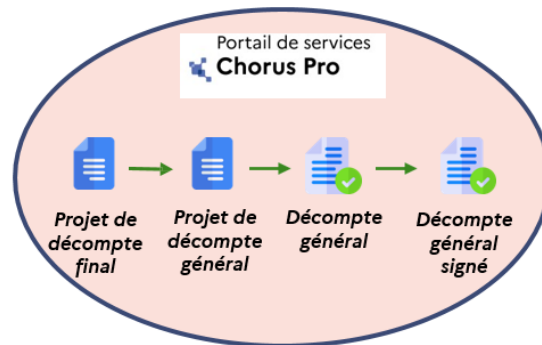 Portail de services
Chorus Pro
Projet de
décompte
final
Projet de
décompte
général
Décompte
général
Décompte
général
signé